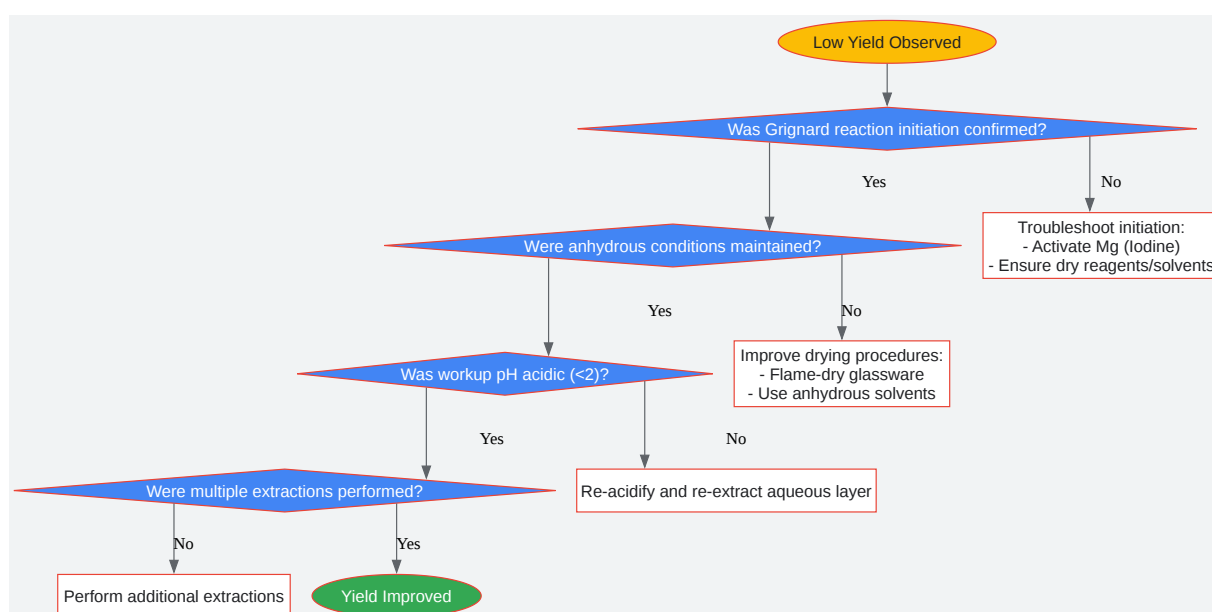 Low Yield Observed
Was Grignard reaction initiation confirmed?
Yes
No
Troubleshoot initiation:
- Activate Mg (Iodine)
- Ensure dry reagents/solvents
Were anhydrous conditions maintained?
Yes
No
Improve drying procedures:
- Flame-dry glassware
- Use anhydrous solvents
Was workup pH acidic (<2)?
Yes
No
Re-acidify and re-extract aqueous layer
Were multiple extractions performed?
No
Yes
Perform additional extractions
Yield Improved